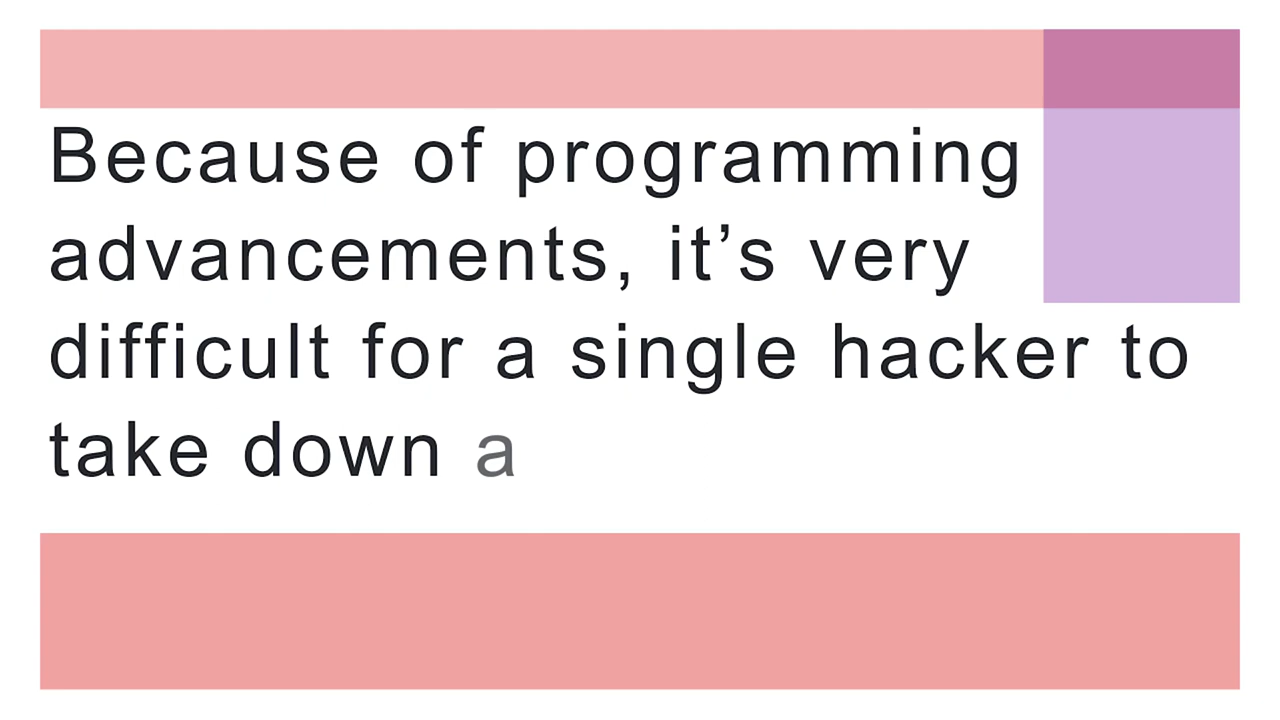 Because of programming
advancements, it’s very
difficult for a single hacker to
take down a